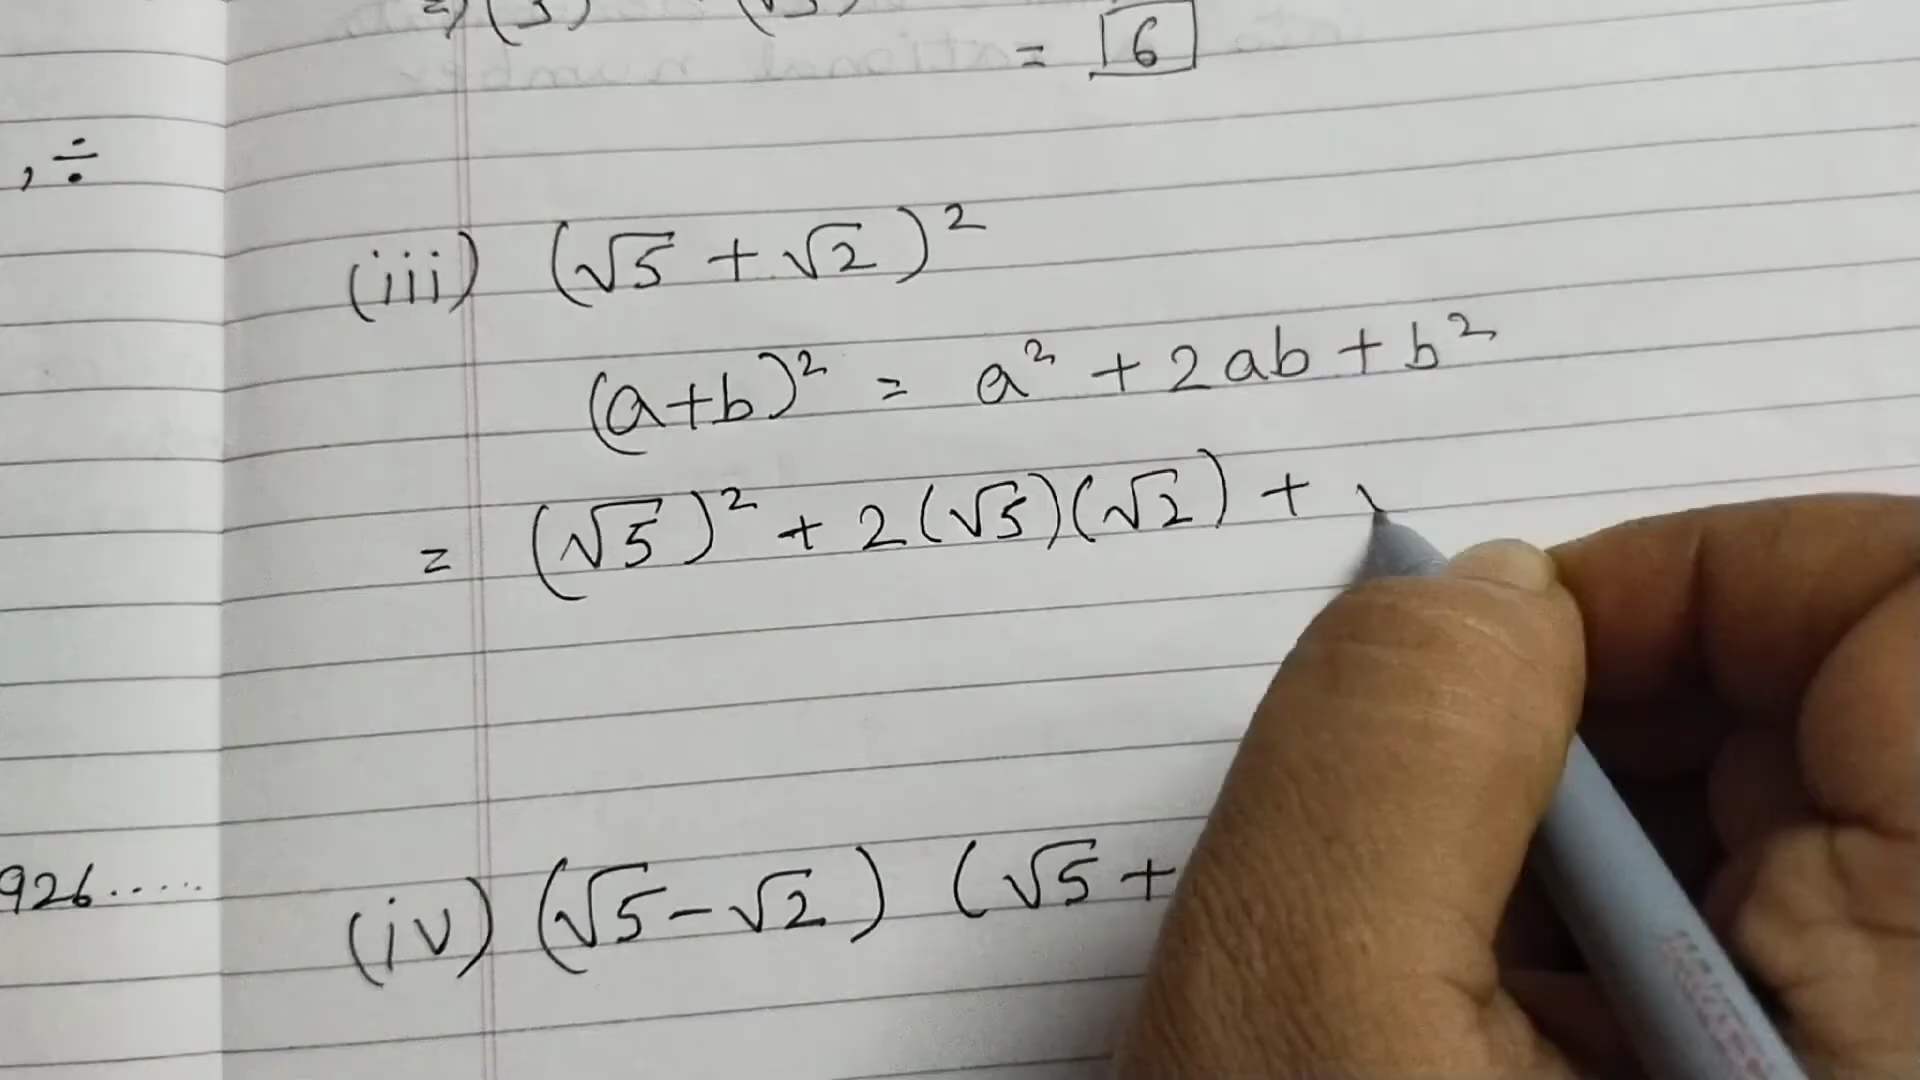 = 6
, ÷
(iii) (√5 + √2)²
(a+b)² = a² + 2ab + b²
= (√5)² + 2(√5)(√2) +
926.....
(iv) (√5-√2) (√5+